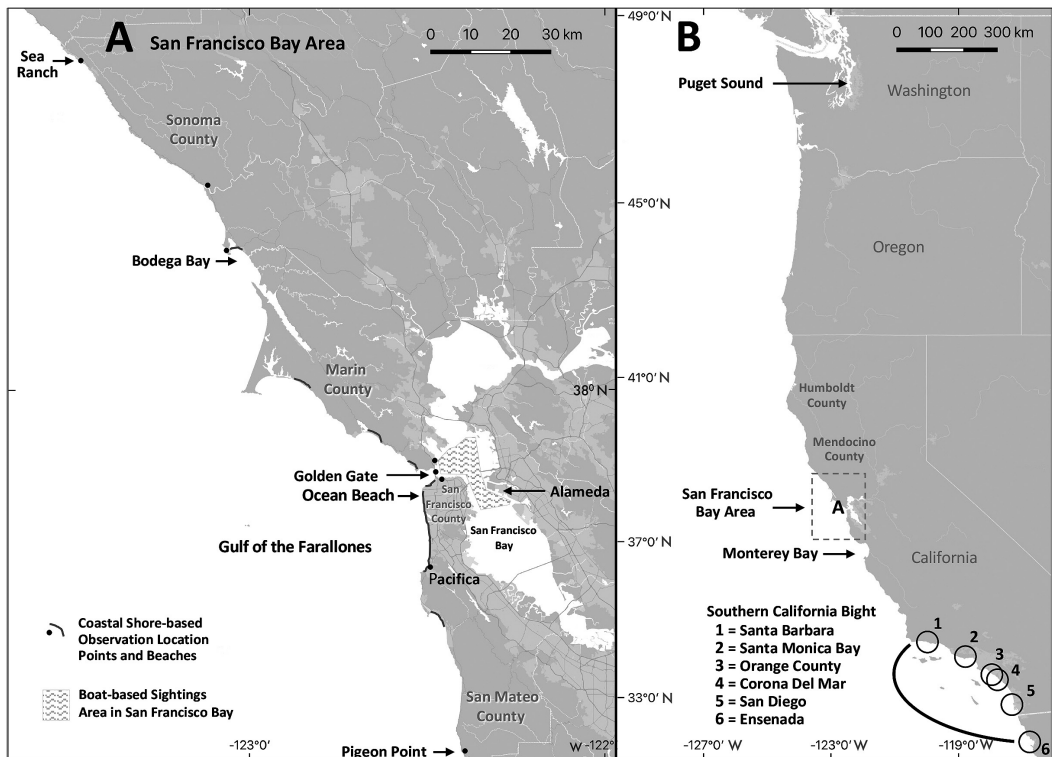 A
San Francisco Bay Area
0 10 20 30 km
Sea
Ranch
Sonoma
County
Bodega Bay
Marin
County
38⁰ N
Golden Gate
Ocean Beach
San
Francisco
County
Alameda
San Francisco
Bay
Gulf of the Farallones
Pacifica
Coastal Shore-based
Observation Location
Points and Beaches
Boat-based Sightings
Area in San Francisco Bay
San Mateo
County
Pigeon Point
-123°0'
W -122°
B
49°0' N
0 100 200 300 km
Puget Sound
Washington
45°0' N
Oregon
41°0' N
Humboldt
County
Mendocino
County
San Francisco
Bay Area
A
37°0' N
Monterey Bay
California
Southern California Bight
1 = Santa Barbara
2 = Santa Monica Bay
3 = Orange County
4 = Corona Del Mar
5 = San Diego
6 = Ensenada
1
2
3
4
5
6
33°0' N
-127°0' W
-123°0' W
-119°0' W